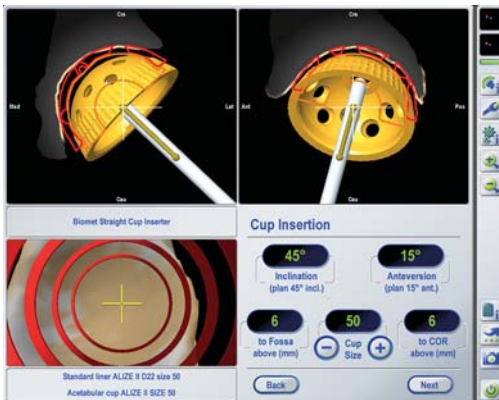 Cra
Med
Lat
Cau
Cra
Ant
Pos
Cau
Biomet Straight Cup Inserter
Standard liner ALIZE II D22 size 50
Acetabular cup ALIZE II SIZE 50
Cup Insertion
45°
Inclination
(plan 45° incl.)
15°
Anteversion
(plan 15° ant.)
6
to Fossa
above (mm)
50
Cup
Size
6
to COR
above (mm)
Back
Next